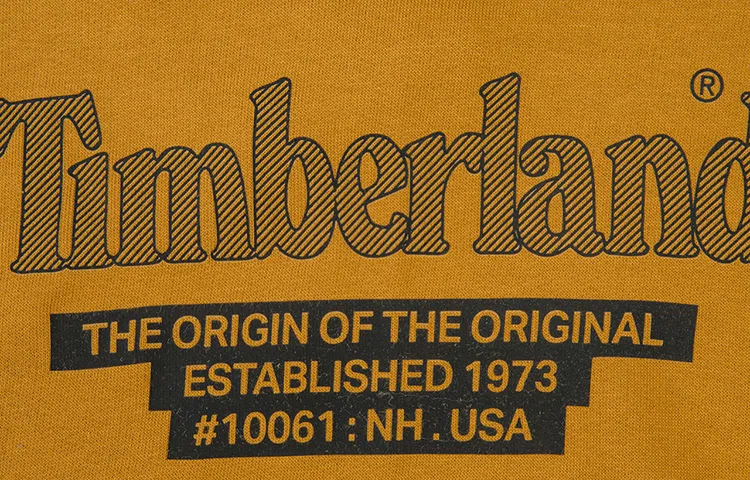 Timberland®
THE ORIGIN OF THE ORIGINAL
ESTABLISHED 1973
#10061 : NH . USA